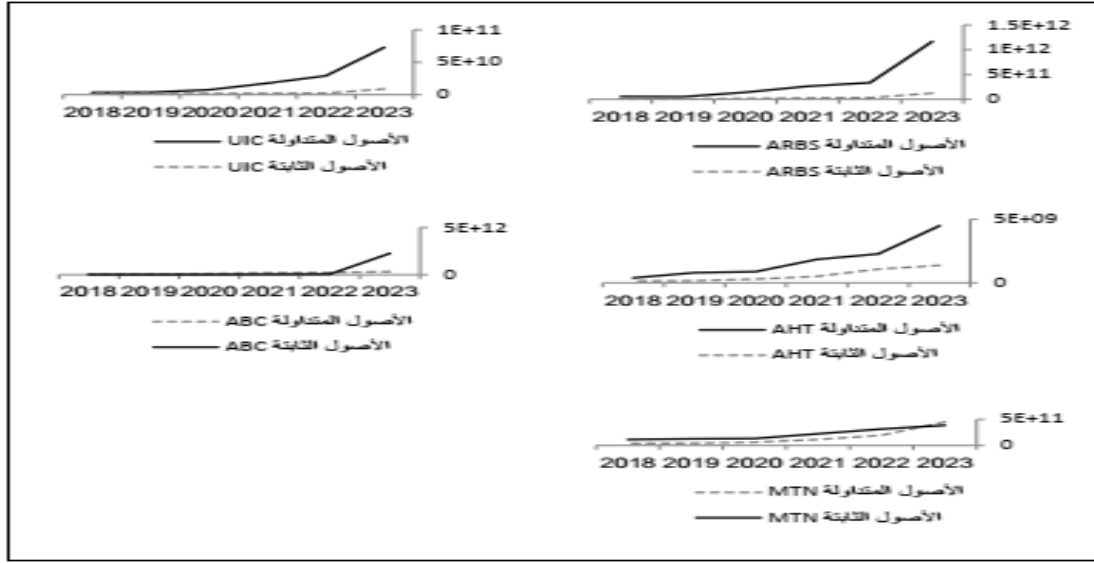 1E+11
5E+10
0
2018 2019 2020 2021 2022 2023
الأصول المتداولة UIC
الأصول الثابتة UIC
1.5E+12
1E+12
5E+11
0
2018 2019 2020 2021 2022 2023
الأصول المتداولة ARBS
الأصول الثابتة ARBS
5E+12
0
2018 2019 2020 2021 2022 2023
الأصول المتداولة ABC
الأصول الثابتة ABC
5E+09
0
2018 2019 2020 2021 2022 2023
الأصول المتداولة AHT
الأصول الثابتة AHT
5E+11
0
2018 2019 2020 2021 2022 2023
الأصول المتداولة MTN
الأصول الثابتة MTN